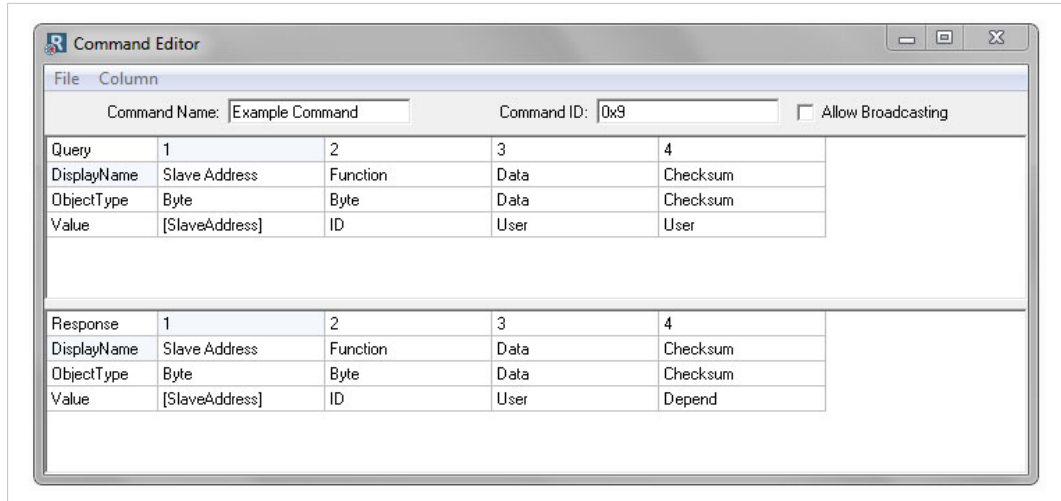 Command Editor
File Column
Command Name: Example Command Command ID: 0x9 Allow Broadcasting
Query 1 2 3 4
DisplayName Slave Address Function Data Checksum
ObjectType Byte Byte Data Checksum
Value [SlaveAddress] ID User User
Response 1 2 3 4
DisplayName Slave Address Function Data Checksum
ObjectType Byte Byte Data Checksum
Value [SlaveAddress] ID User Depend